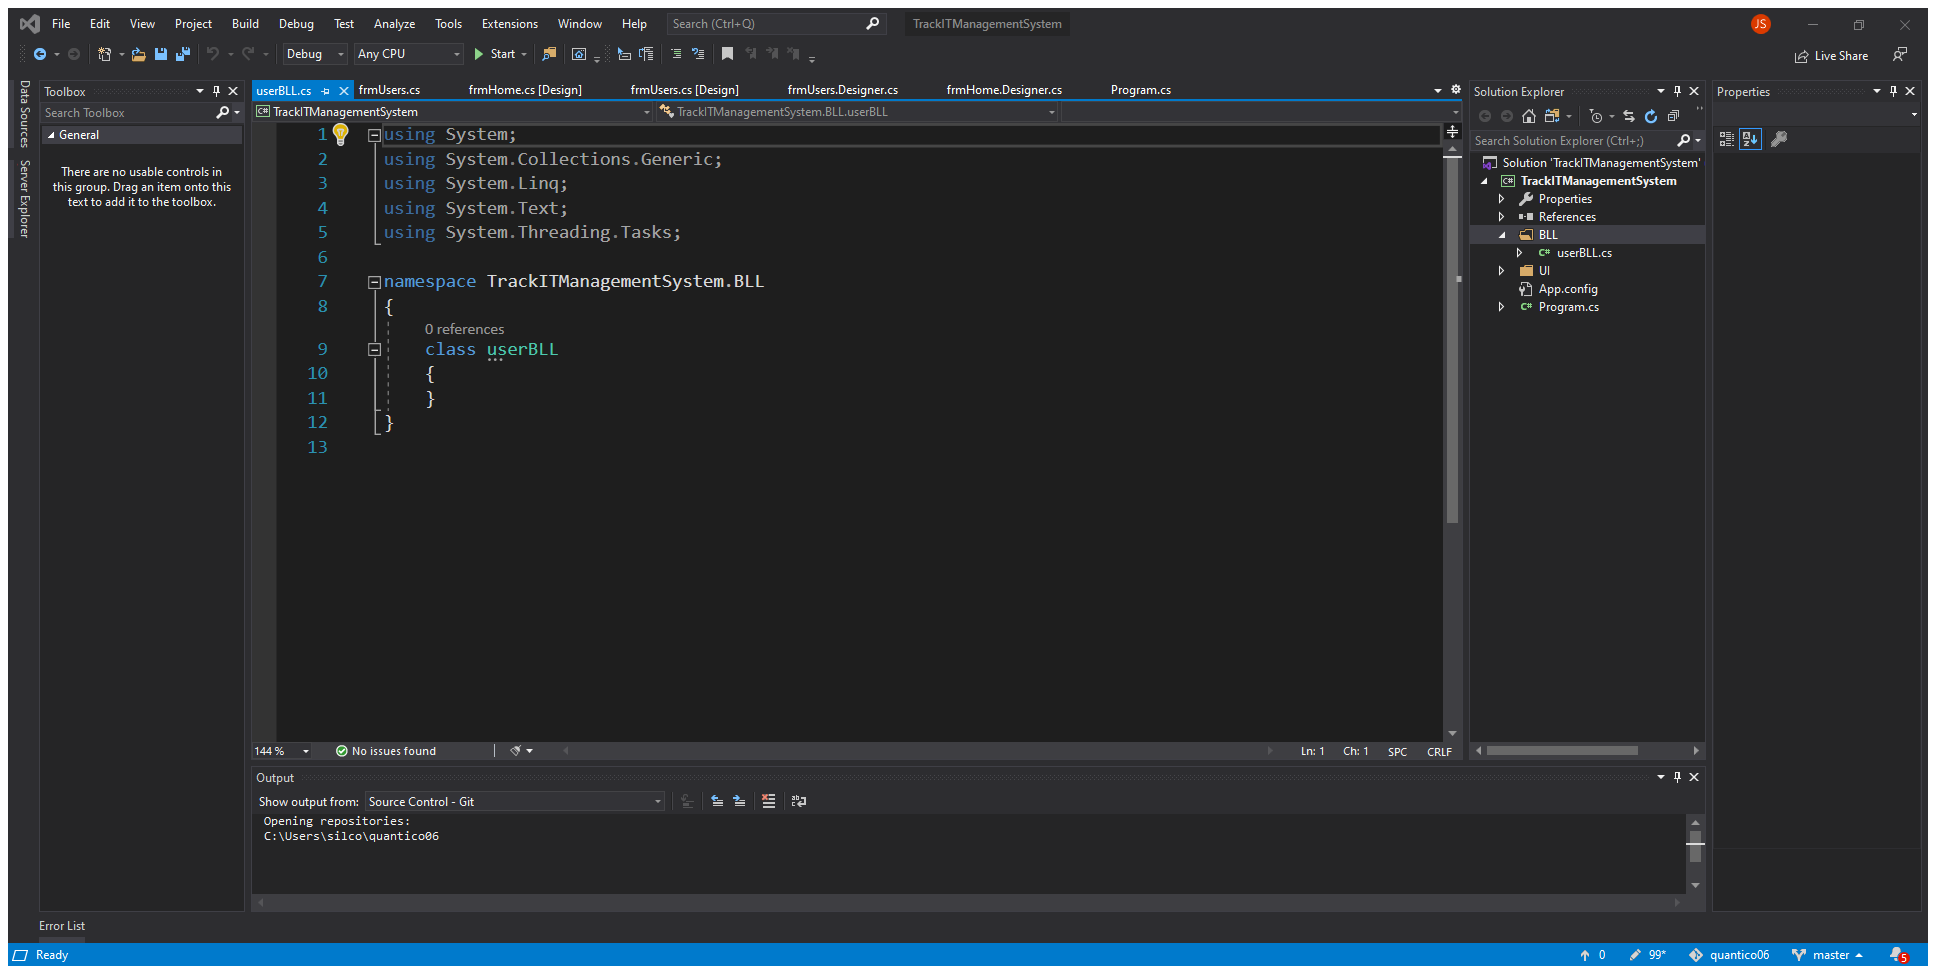 File Edit View Project Build Debug Test Analyze Tools Extensions Window Help Search (Ctrl+Q) TrackITManagementSystem JS
Debug Any CPU Start Live Share
Data Sources
Server Explorer
Toolbox
Search Toolbox
General
There are no usable controls in
this group. Drag an item onto this
text to add it to the toolbox.
userBLL.cs frmUsers.cs frmHome.cs [Design] frmUsers.cs [Design] frmUsers.Designer.cs frmHome.Designer.cs Program.cs
C# TrackITManagementSystem TrackITManagementSystem.BLL.userBLL
1 using System;
2 using System.Collections.Generic;
3 using System.Linq;
4 using System.Text;
5 using System.Threading.Tasks;
6
7 namespace TrackITManagementSystem.BLL
8 {
0 references
9 class userBLL
10 {
11 }
12 }
13
144 % No issues found Ln: 1 Ch: 1 SPC CRLF
Output
Show output from: Source Control - Git
Opening repositories:
C:\Users\silco\quantico06
Solution Explorer
Search Solution Explorer (Ctrl+;)
Solution 'TrackITManagementSystem'
C# TrackITManagementSystem
Properties
References
BLL
C# userBLL.cs
UI
App.config
C# Program.cs
Properties
Error List
Ready 0 99* quantico06 master 5